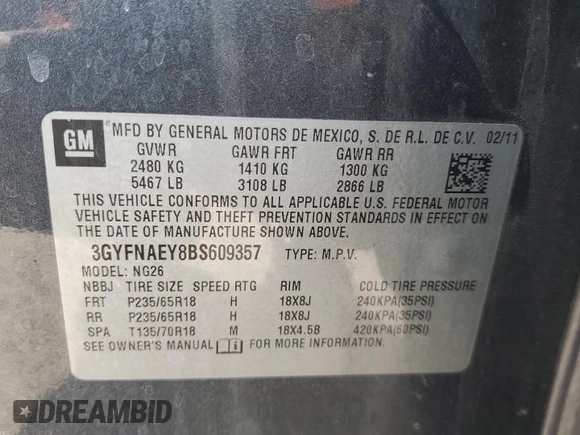 GM MFD BY GENERAL MOTORS DE MEXICO, S. DE R.L. DE C.V. 02/11
GVWR GAWR FRT GAWR RR
2480 KG 1410 KG 1300 KG
5467 LB 3108 LB 2866 LB
THIS VEHICLE CONFORMS TO ALL APPLICABLE U.S. FEDERAL MOTOR
VEHICLE SAFETY AND THEFT PREVENTION STANDARDS IN EFFECT ON
THE DATE OF MANUFACTURE SHOWN ABOVE.
3GYFNAEY8BS609357 TYPE: M.P.V.
MODEL: NG26
NBBJ TIRE SIZE SPEED RTG RIM COLD TIRE PRESSURE
FRT P235/65R18 H 18X8J 240KPA(35PSI)
RR P235/65R18 H 18X8J 240KPA(35PSI)
SPA T135/70R18 M 18X4.5B 420KPA(60PSI)
SEE OWNER'S MANUAL FOR MORE INFORMATION.
DREAMBID